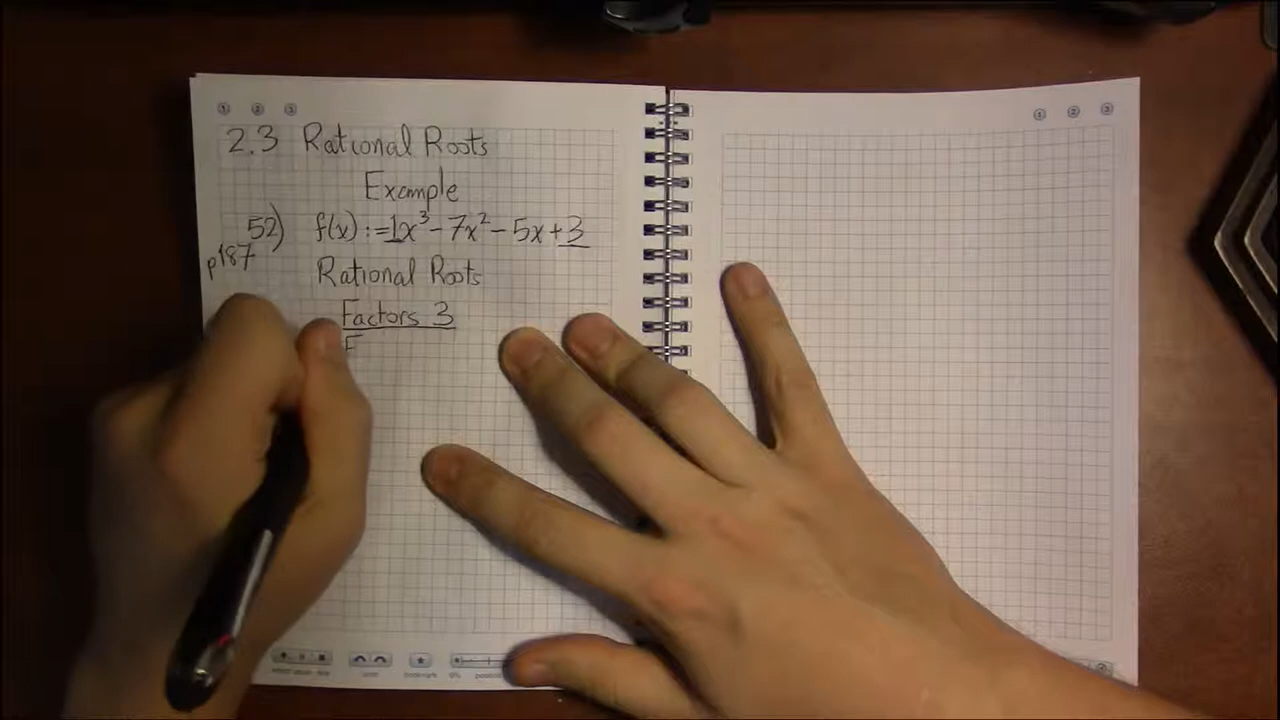 2.3 Rational Roots
Example
52) f(x) := 1x³ - 7x² - 5x + 3
p187
Rational Roots
Factors 3
F